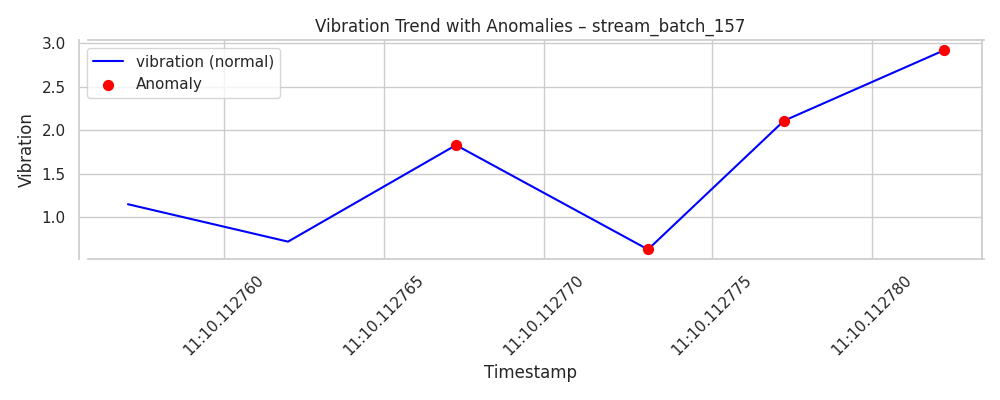 Vibration Trend with Anomalies – stream_batch_157
vibration (normal)
Anomaly
Vibration
3.0
2.5
2.0
1.5
1.0
11:10.112760
11:10.112765
11:10.112770
11:10.112775
11:10.112780
Timestamp